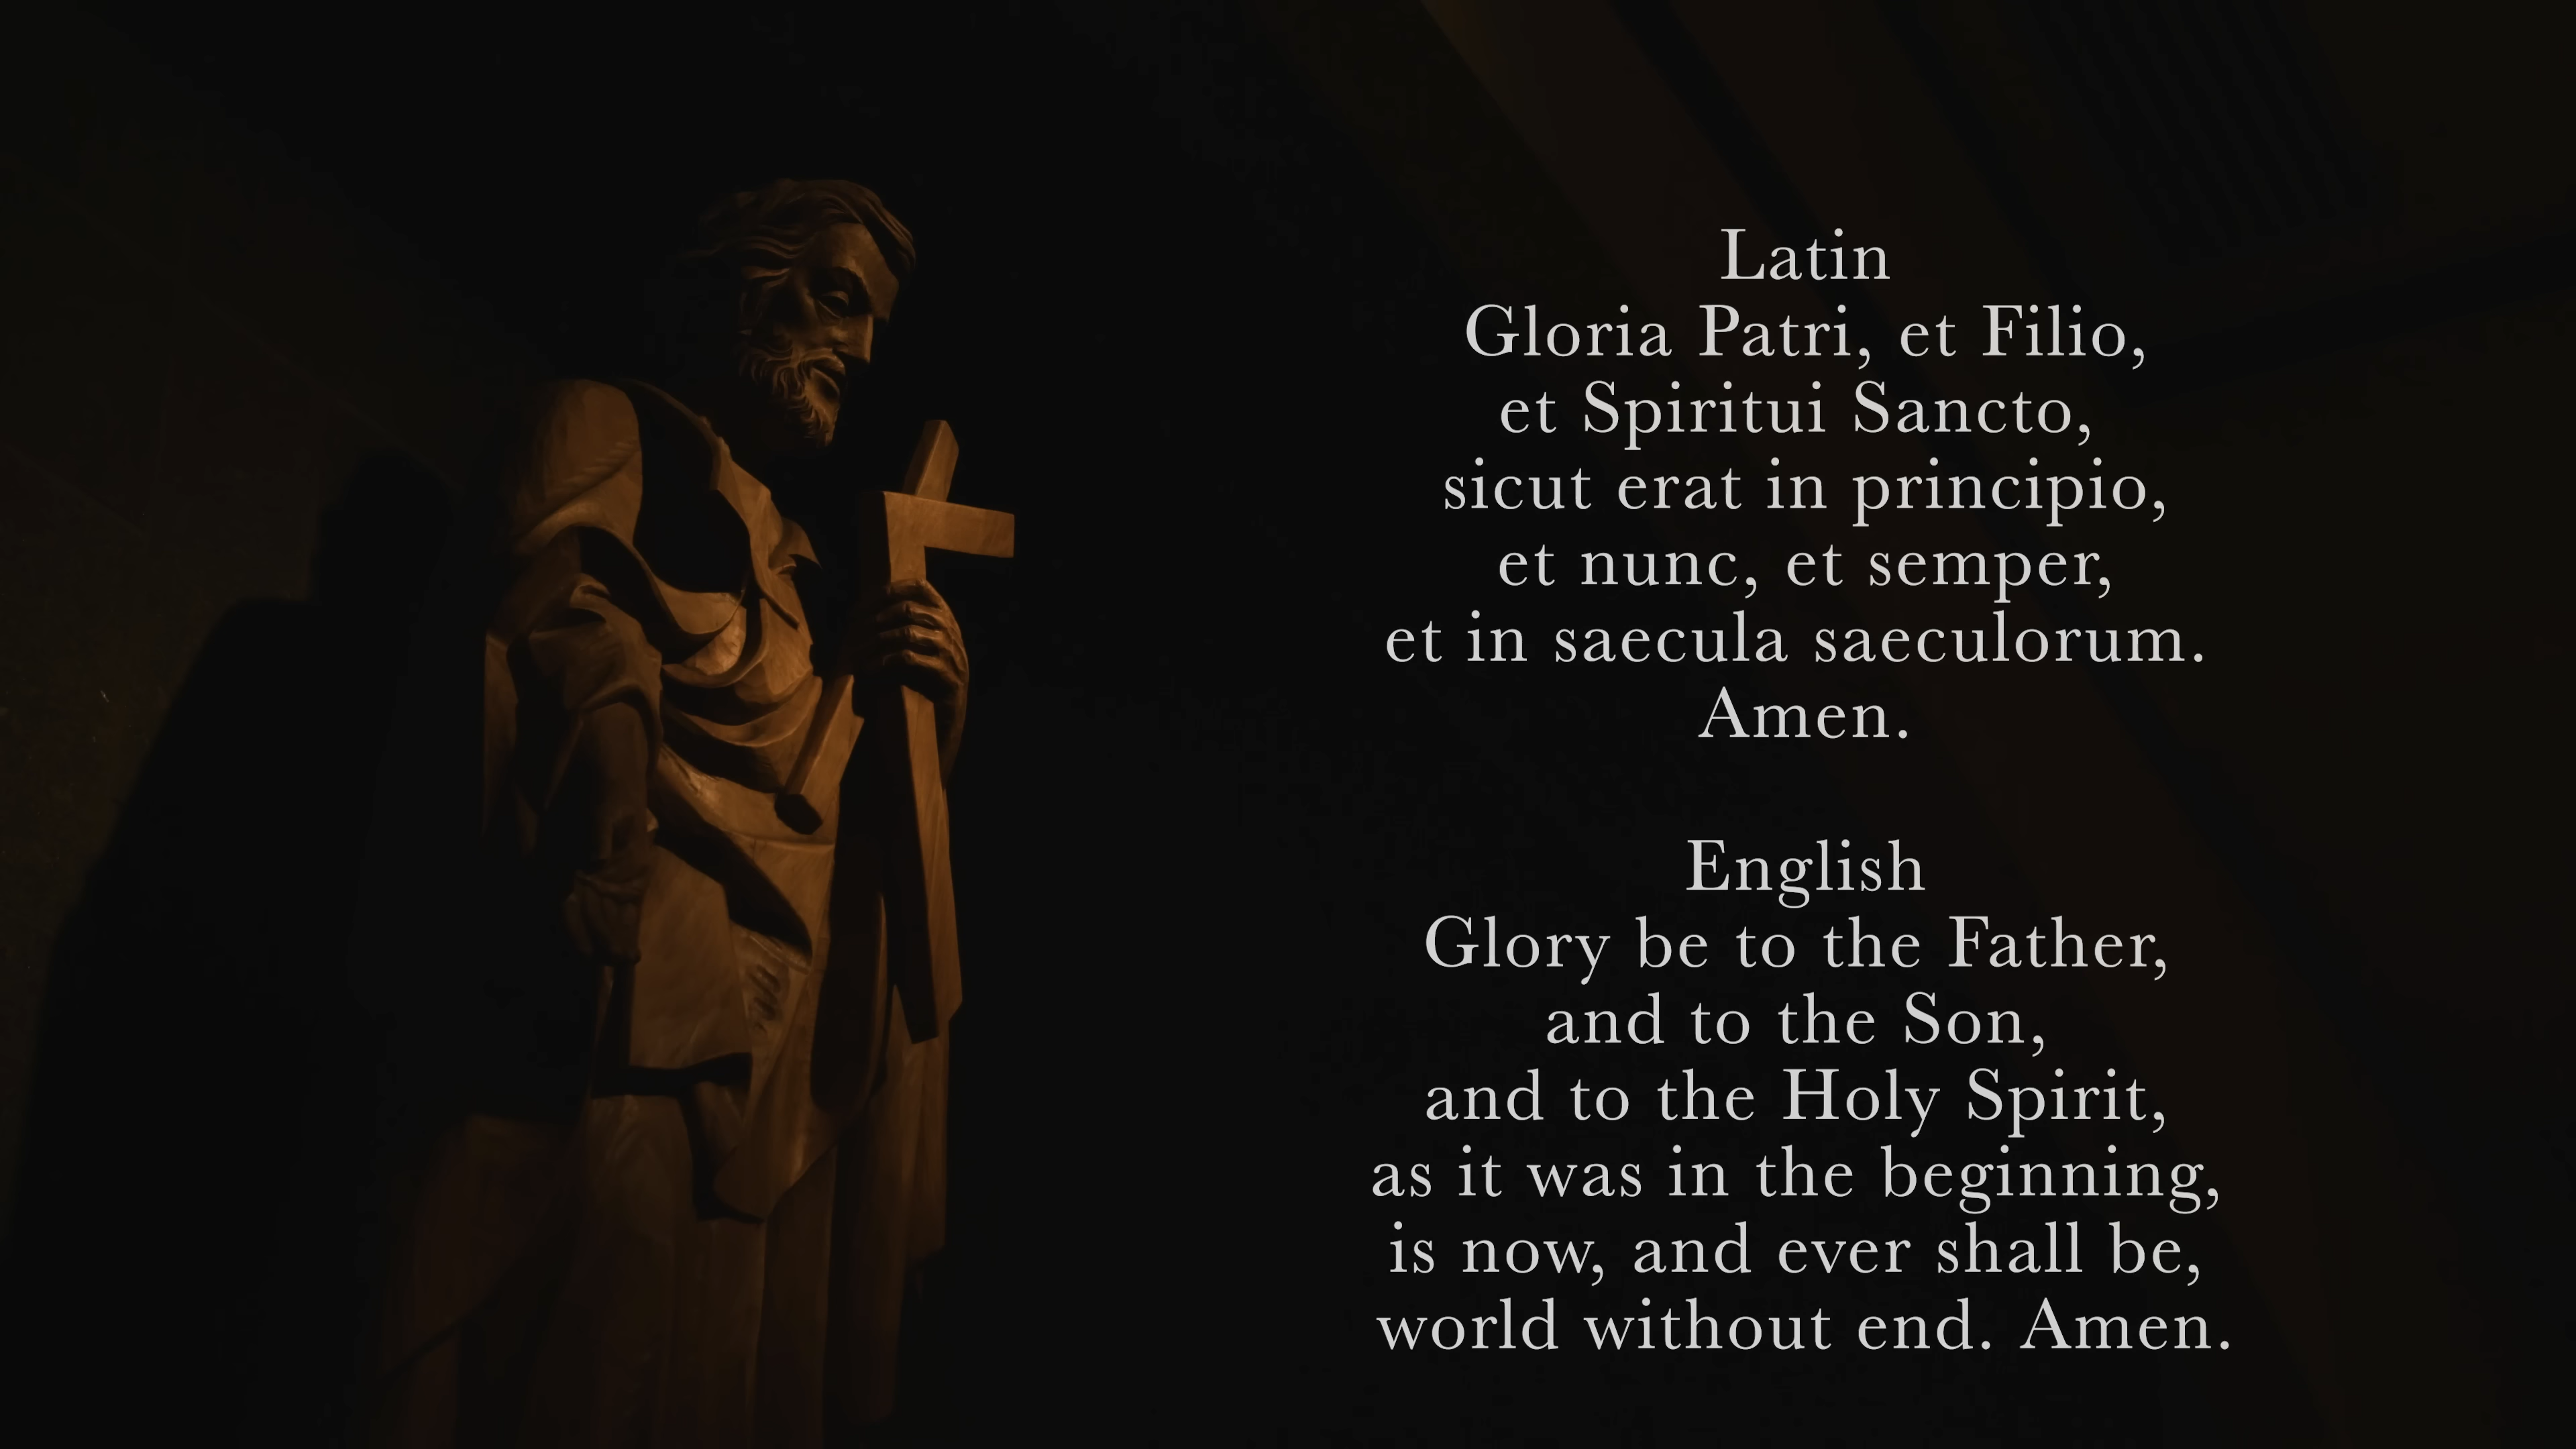 Latin
Gloria Patri, et Filio,
et Spiritui Sancto,
sicut erat in principio,
et nunc, et semper,
et in saecula saeculorum.
Amen.
English
Glory be to the Father,
and to the Son,
and to the Holy Spirit,
as it was in the beginning,
is now, and ever shall be,
world without end. Amen.